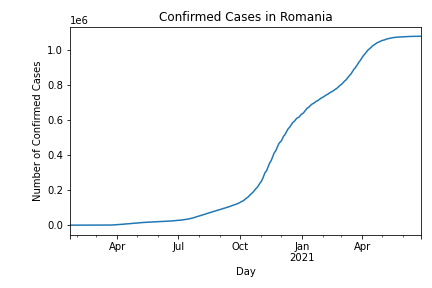 Confirmed Cases in Romania
1e6
1.0
0.8
0.6
0.4
0.2
0.0
Number of Confirmed Cases
Apr Jul Oct Jan Apr
2021
Day